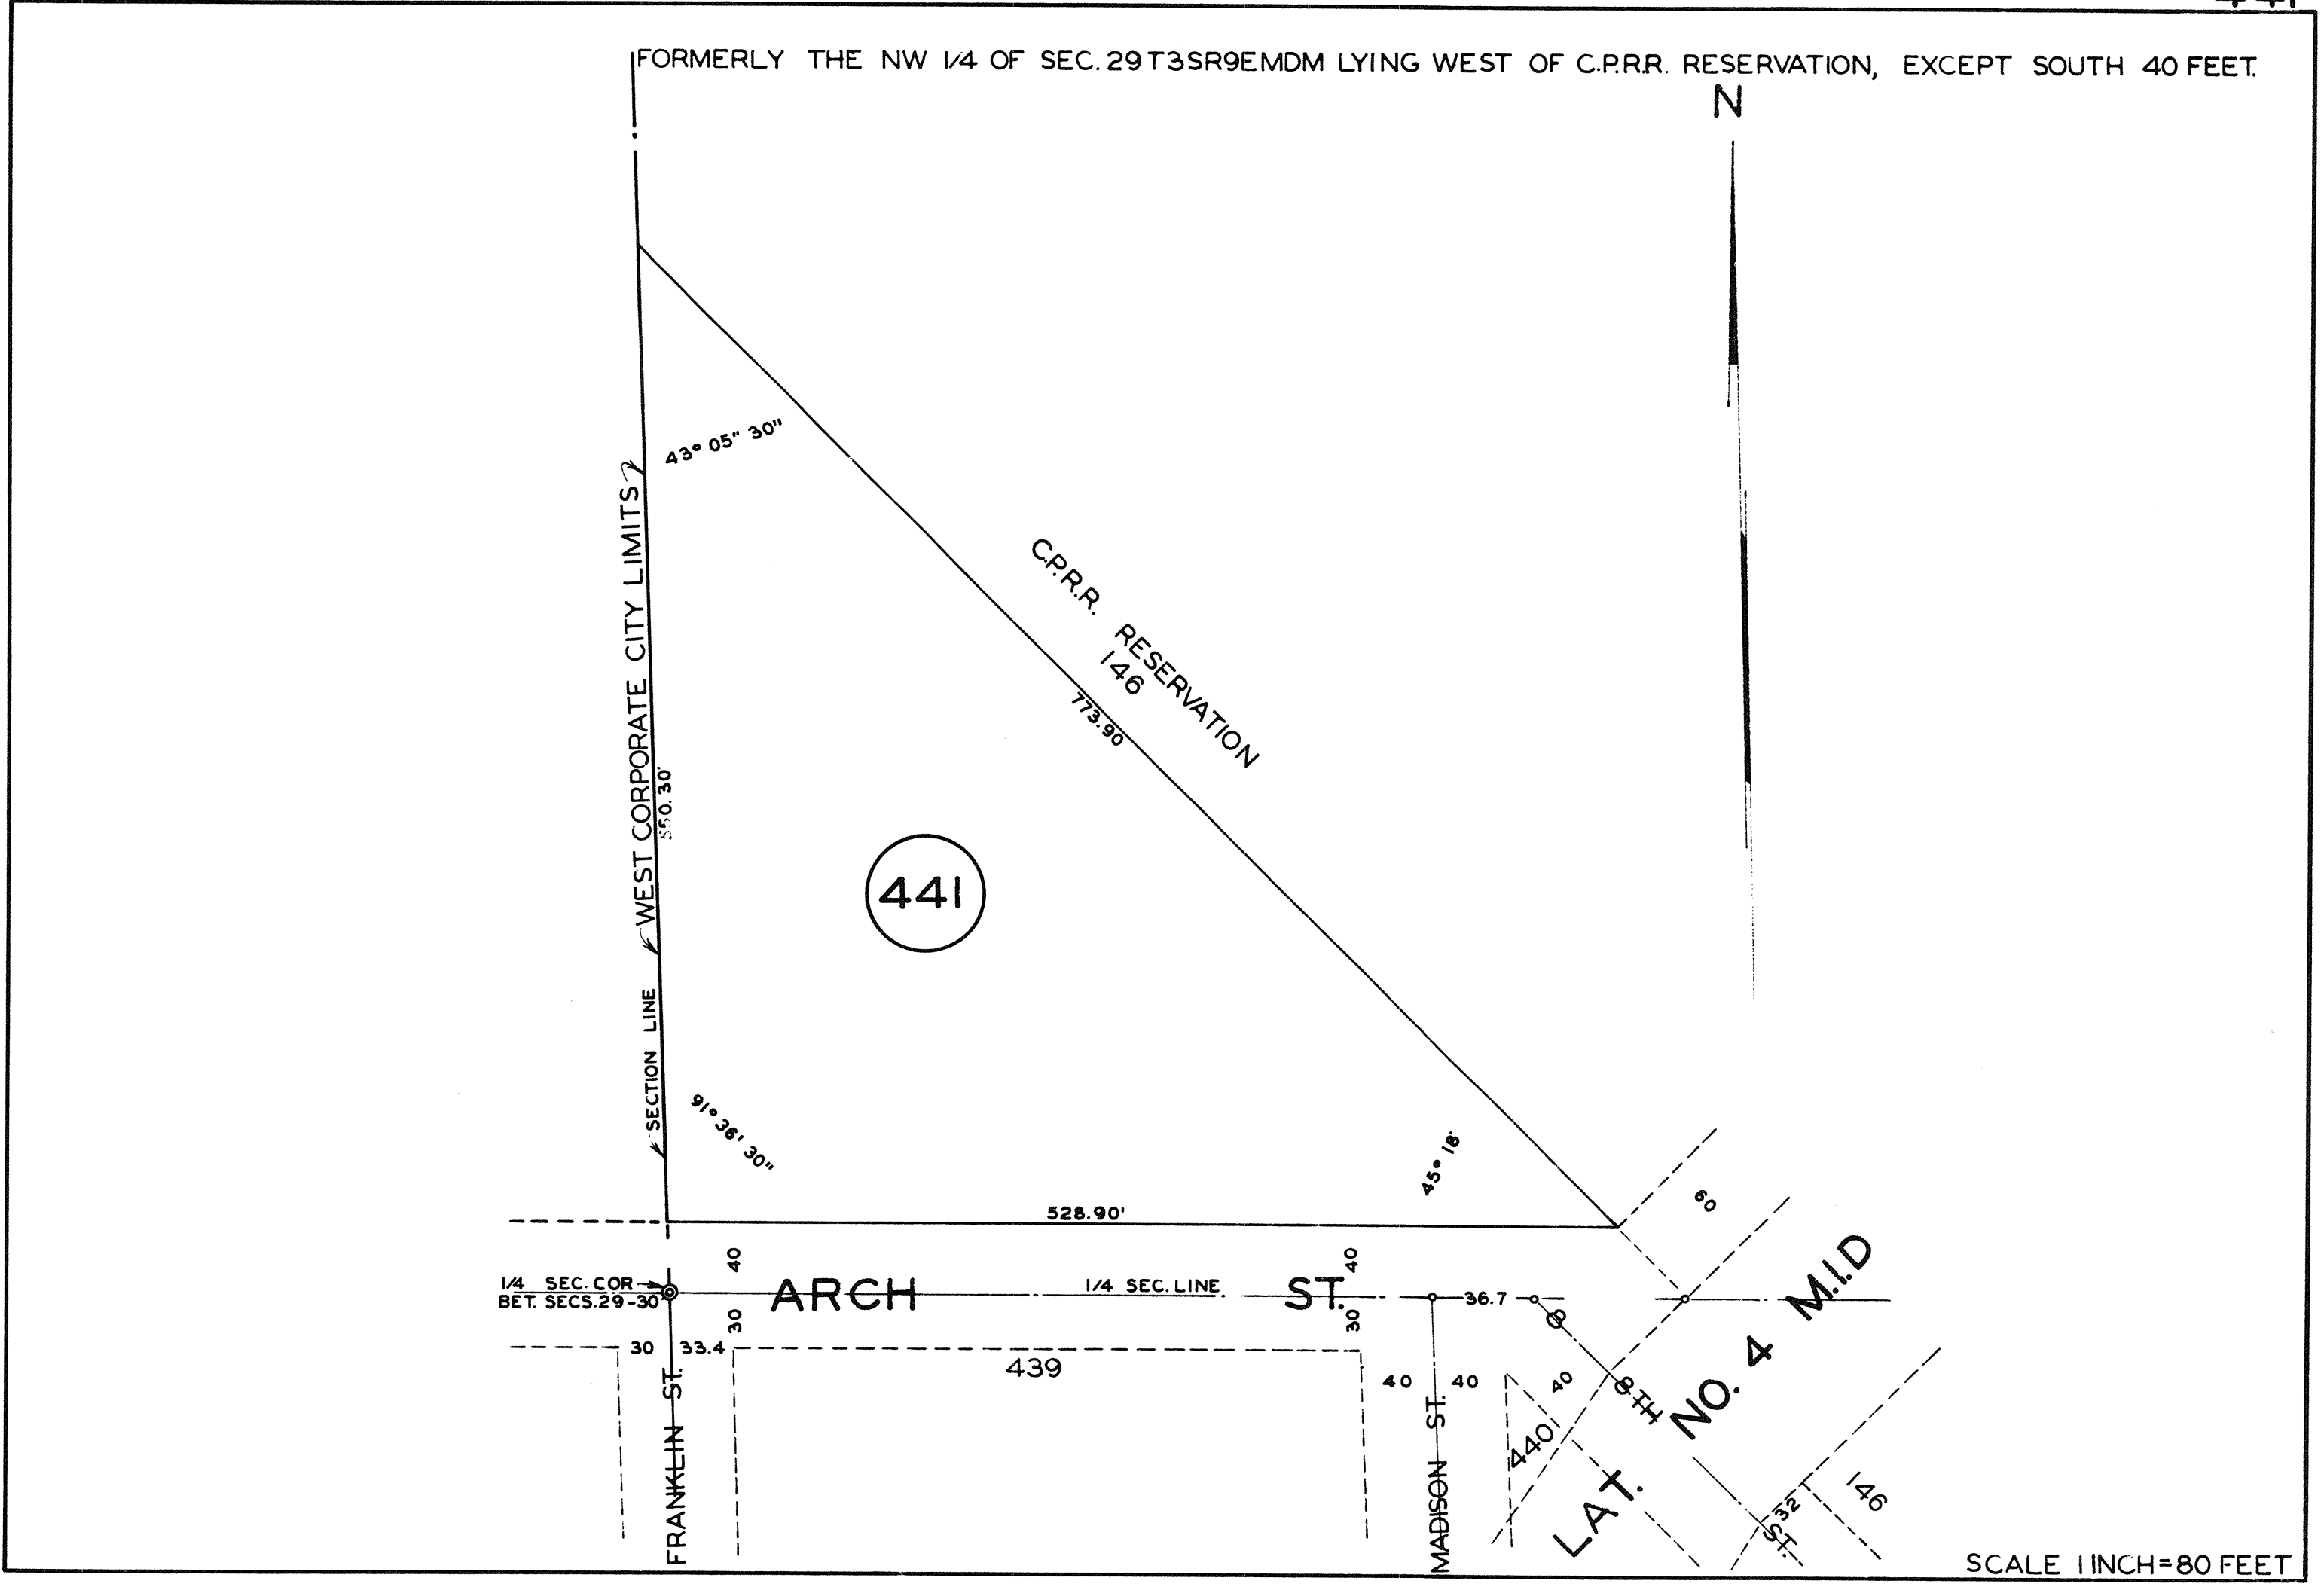 441
FORMERLY THE NW 1/4 OF SEC. 29 T3SR9EMDM LYING WEST OF C.P.R.R. RESERVATION, EXCEPT SOUTH 40 FEET.
N
43° 05" 30"
WEST CORPORATE CITY LIMITS
550.30'
C.P.R.R. RESERVATION
146
773.90
441
SECTION LINE
91° 36' 30"
45° 18'
528.90'
60
40
40
1/4 SEC. COR
BET. SECS. 29-30
ARCH ST.
1/4 SEC. LINE
36.7
8
30
30
30
33.4
439
40
40
40
FRANKLIN ST.
MADISON ST.
440
8TH ST.
LAT. NO. 4 M.I.D
32
146
SCALE 1 INCH=80 FEET